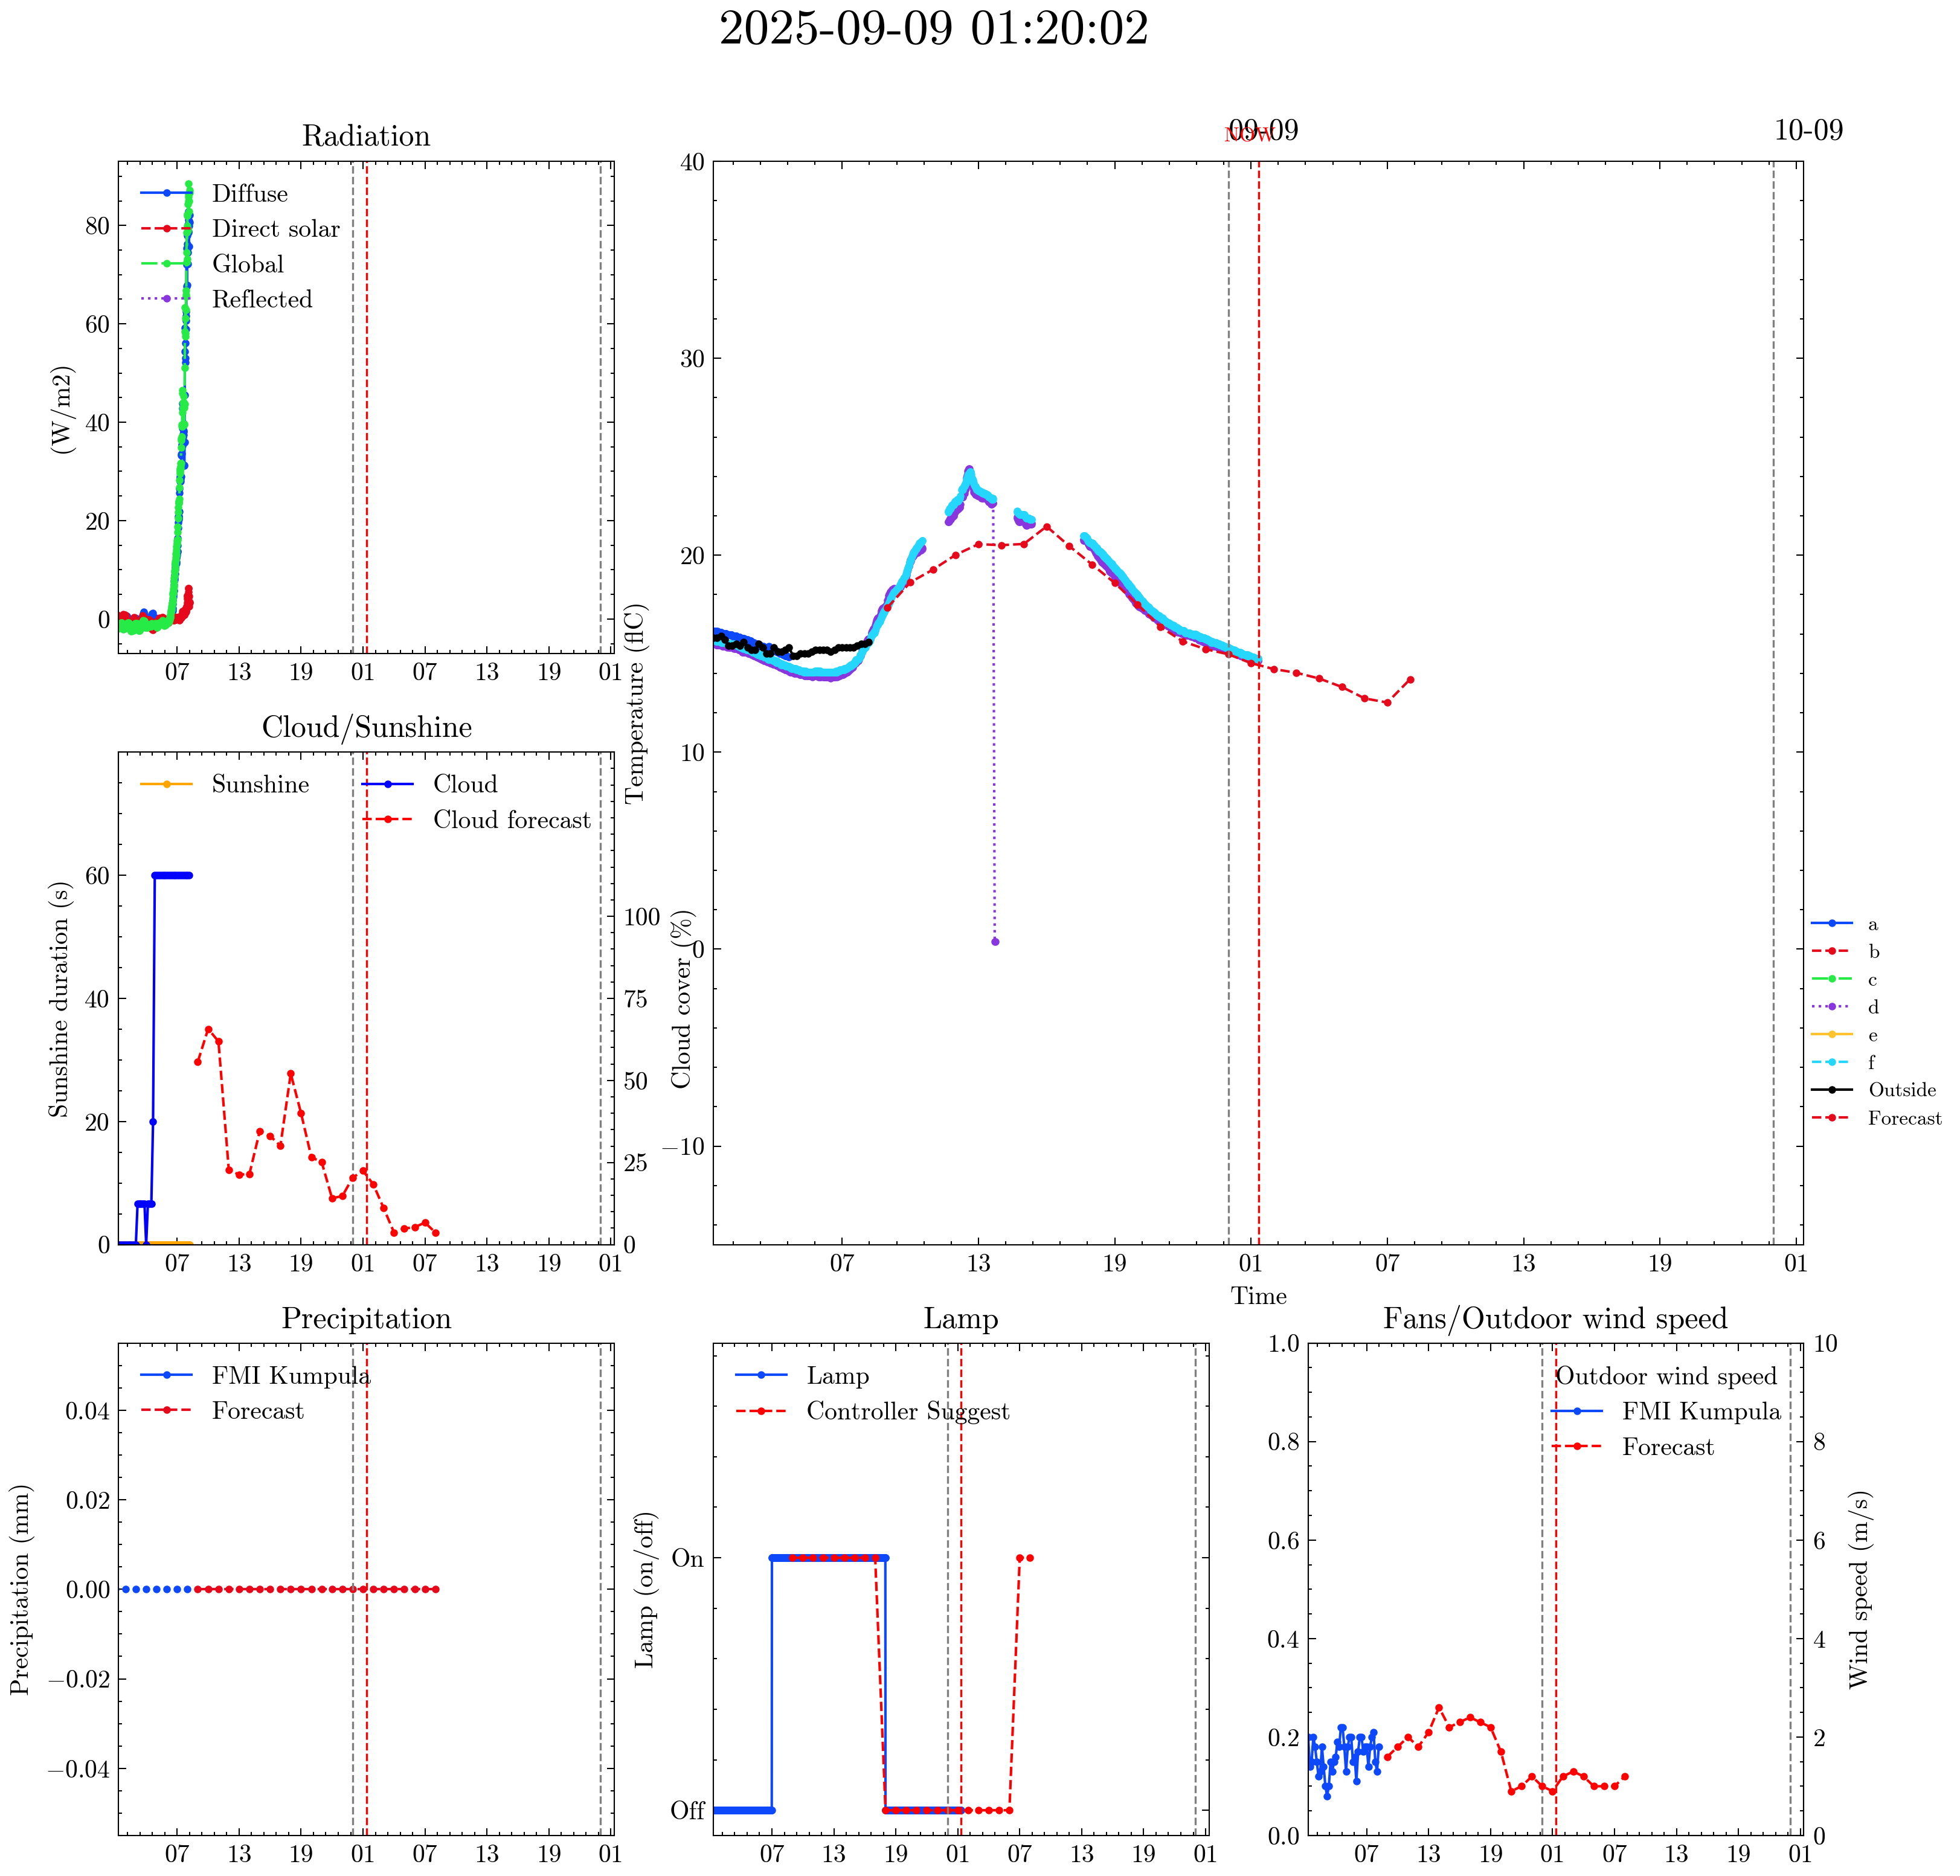 2025-09-09 01:20:02
Radiation
Diffuse
Direct solar
Global
Reflected
(W/m2)
80
60
40
20
0
07 13 19 01 07 13 19 01
NOW
09-09
10-09
40
30
20
10
0
−10
Temperature (flC)
07 13 19 01 07 13 19 01
Time
a
b
c
d
e
f
Outside
Forecast
Cloud/Sunshine
Sunshine
Cloud
Cloud forecast
Sunshine duration (s)
60
40
20
0
100
75
50
25
0
Cloud cover (%)
07 13 19 01 07 13 19 01
Precipitation
FMI Kumpula
Forecast
Precipitation (mm)
0.04
0.02
0.00
−0.02
−0.04
07 13 19 01 07 13 19 01
Lamp
Lamp
Controller Suggest
Lamp (on/off)
On
Off
07 13 19 01 07 13 19 01
Fans/Outdoor wind speed
Outdoor wind speed
FMI Kumpula
Forecast
1.0
0.8
0.6
0.4
0.2
0.0
10
8
6
4
2
0
Wind speed (m/s)
07 13 19 01 07 13 19 01